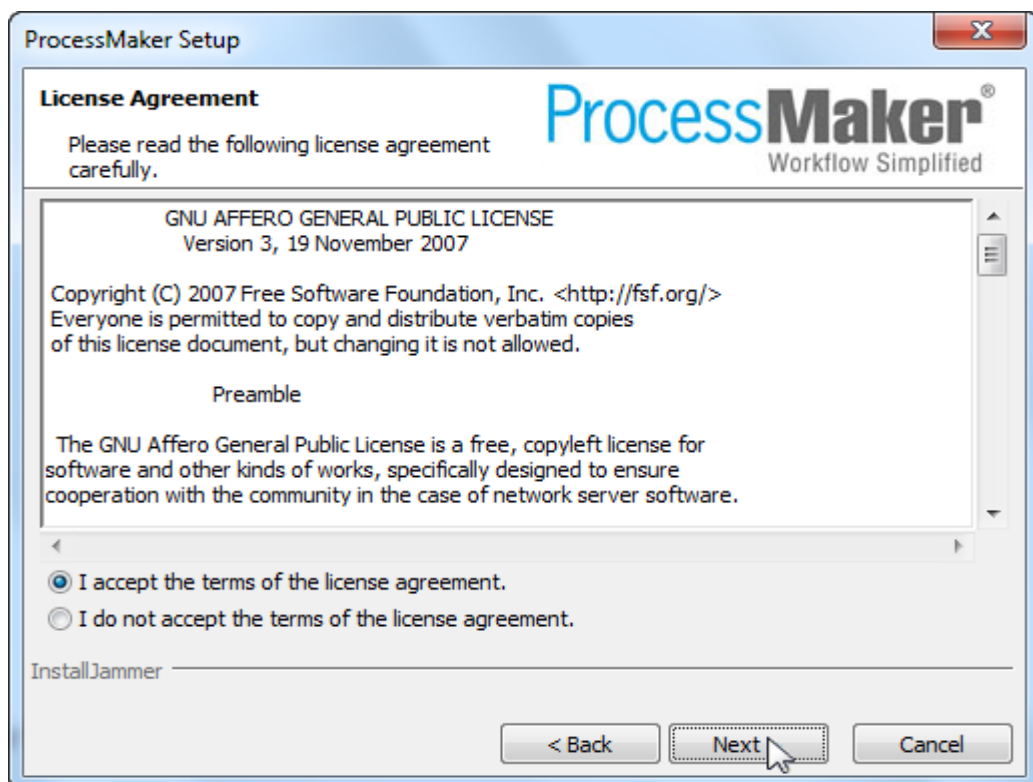 ProcessMaker Setup
X
License Agreement
Please read the following license agreement
carefully.
ProcessMaker®
Workflow Simplified
GNU AFFERO GENERAL PUBLIC LICENSE
Version 3, 19 November 2007
Copyright (C) 2007 Free Software Foundation, Inc. <http://fsf.org/>
Everyone is permitted to copy and distribute verbatim copies
of this license document, but changing it is not allowed.
Preamble
The GNU Affero General Public License is a free, copyleft license for
software and other kinds of works, specifically designed to ensure
cooperation with the community in the case of network server software.
I accept the terms of the license agreement.
I do not accept the terms of the license agreement.
InstallJammer
< Back
Next
Cancel